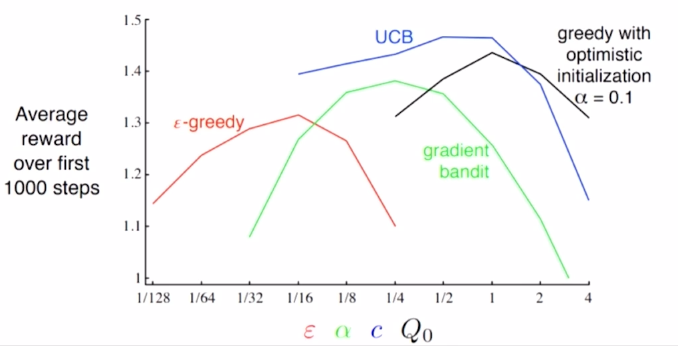 1.5
UCB
greedy with
optimistic
initialization
α = 0.1
1.4
Average
reward
over first
1000 steps
ε-greedy
1.3
gradient
bandit
1.2
1.1
1
1/128 1/64 1/32 1/16 1/8 1/4 1/2 1 2 4
ε α c Q₀